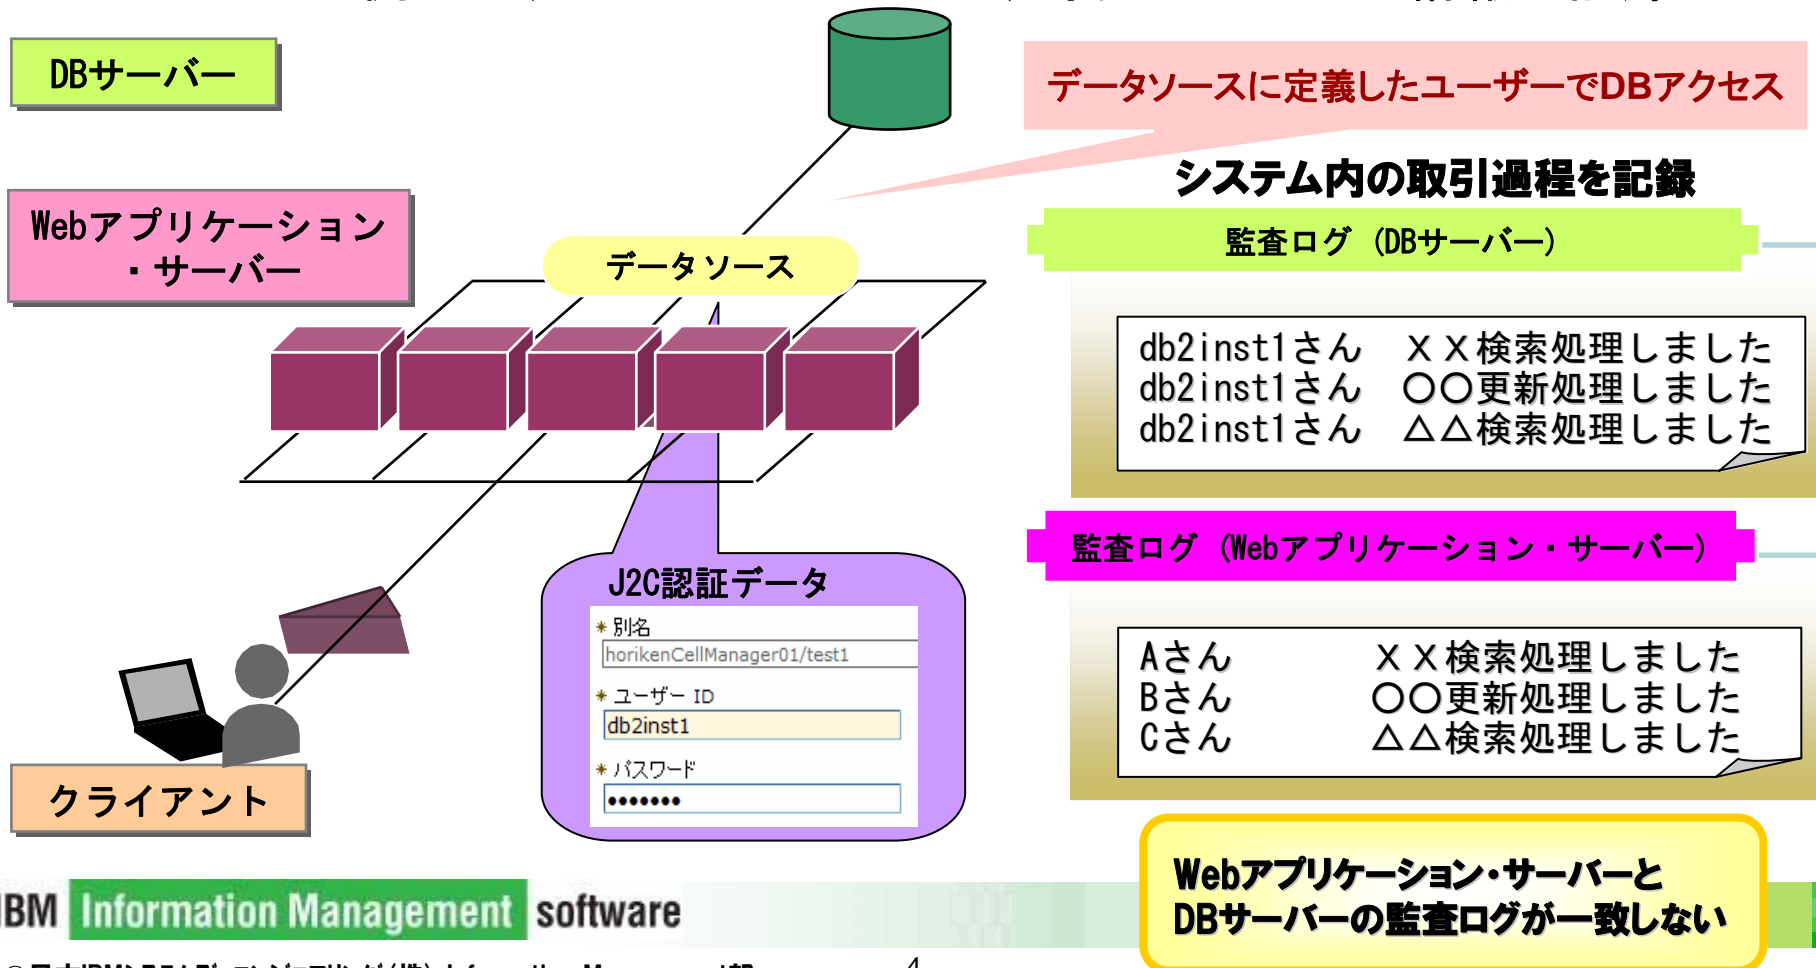 DBサーバー
データソースに定義したユーザーでDBアクセス
システム内の取引過程を記録
Webアプリケーション
・サーバー
監査ログ (DBサーバー)
データソース
db2inst1さん XX検索処理しました
db2inst1さん 〇〇更新処理しました
db2inst1さん △△検索処理しました
監査ログ (Webアプリケーション・サーバー)
J2C認証データ
* 別名
horikenCellManager01/test1
* ユーザー ID
db2inst1
* パスワード
•••••••
Aさん XX検索処理しました
Bさん 〇〇更新処理しました
Cさん △△検索処理しました
クライアント
Webアプリケーション・サーバーと
DBサーバーの監査ログが一致しない
IBM Information Management software
4